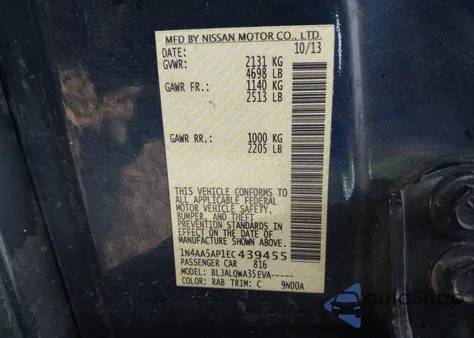 MFD BY NISSAN MOTOR CO., LTD.
DATE: 10/13
GVWR: 2131 KG
4698 LB
GAWR FR.: 1140 KG
2513 LB
GAWR RR.: 1000 KG
2205 LB
THIS VEHICLE CONFORMS TO
ALL APPLICABLE FEDERAL
MOTOR VEHICLE SAFETY,
BUMPER, AND THEFT
PREVENTION STANDARDS IN
EFFECT ON THE DATE OF
MANUFACTURE SHOWN ABOVE.
1N4AA5AP1EC439455
PASSENGER CAR 816
MODEL: BLJALQWA35EVA-----
COLOR: RAB TRIM: C 9N00A
AutoSnap